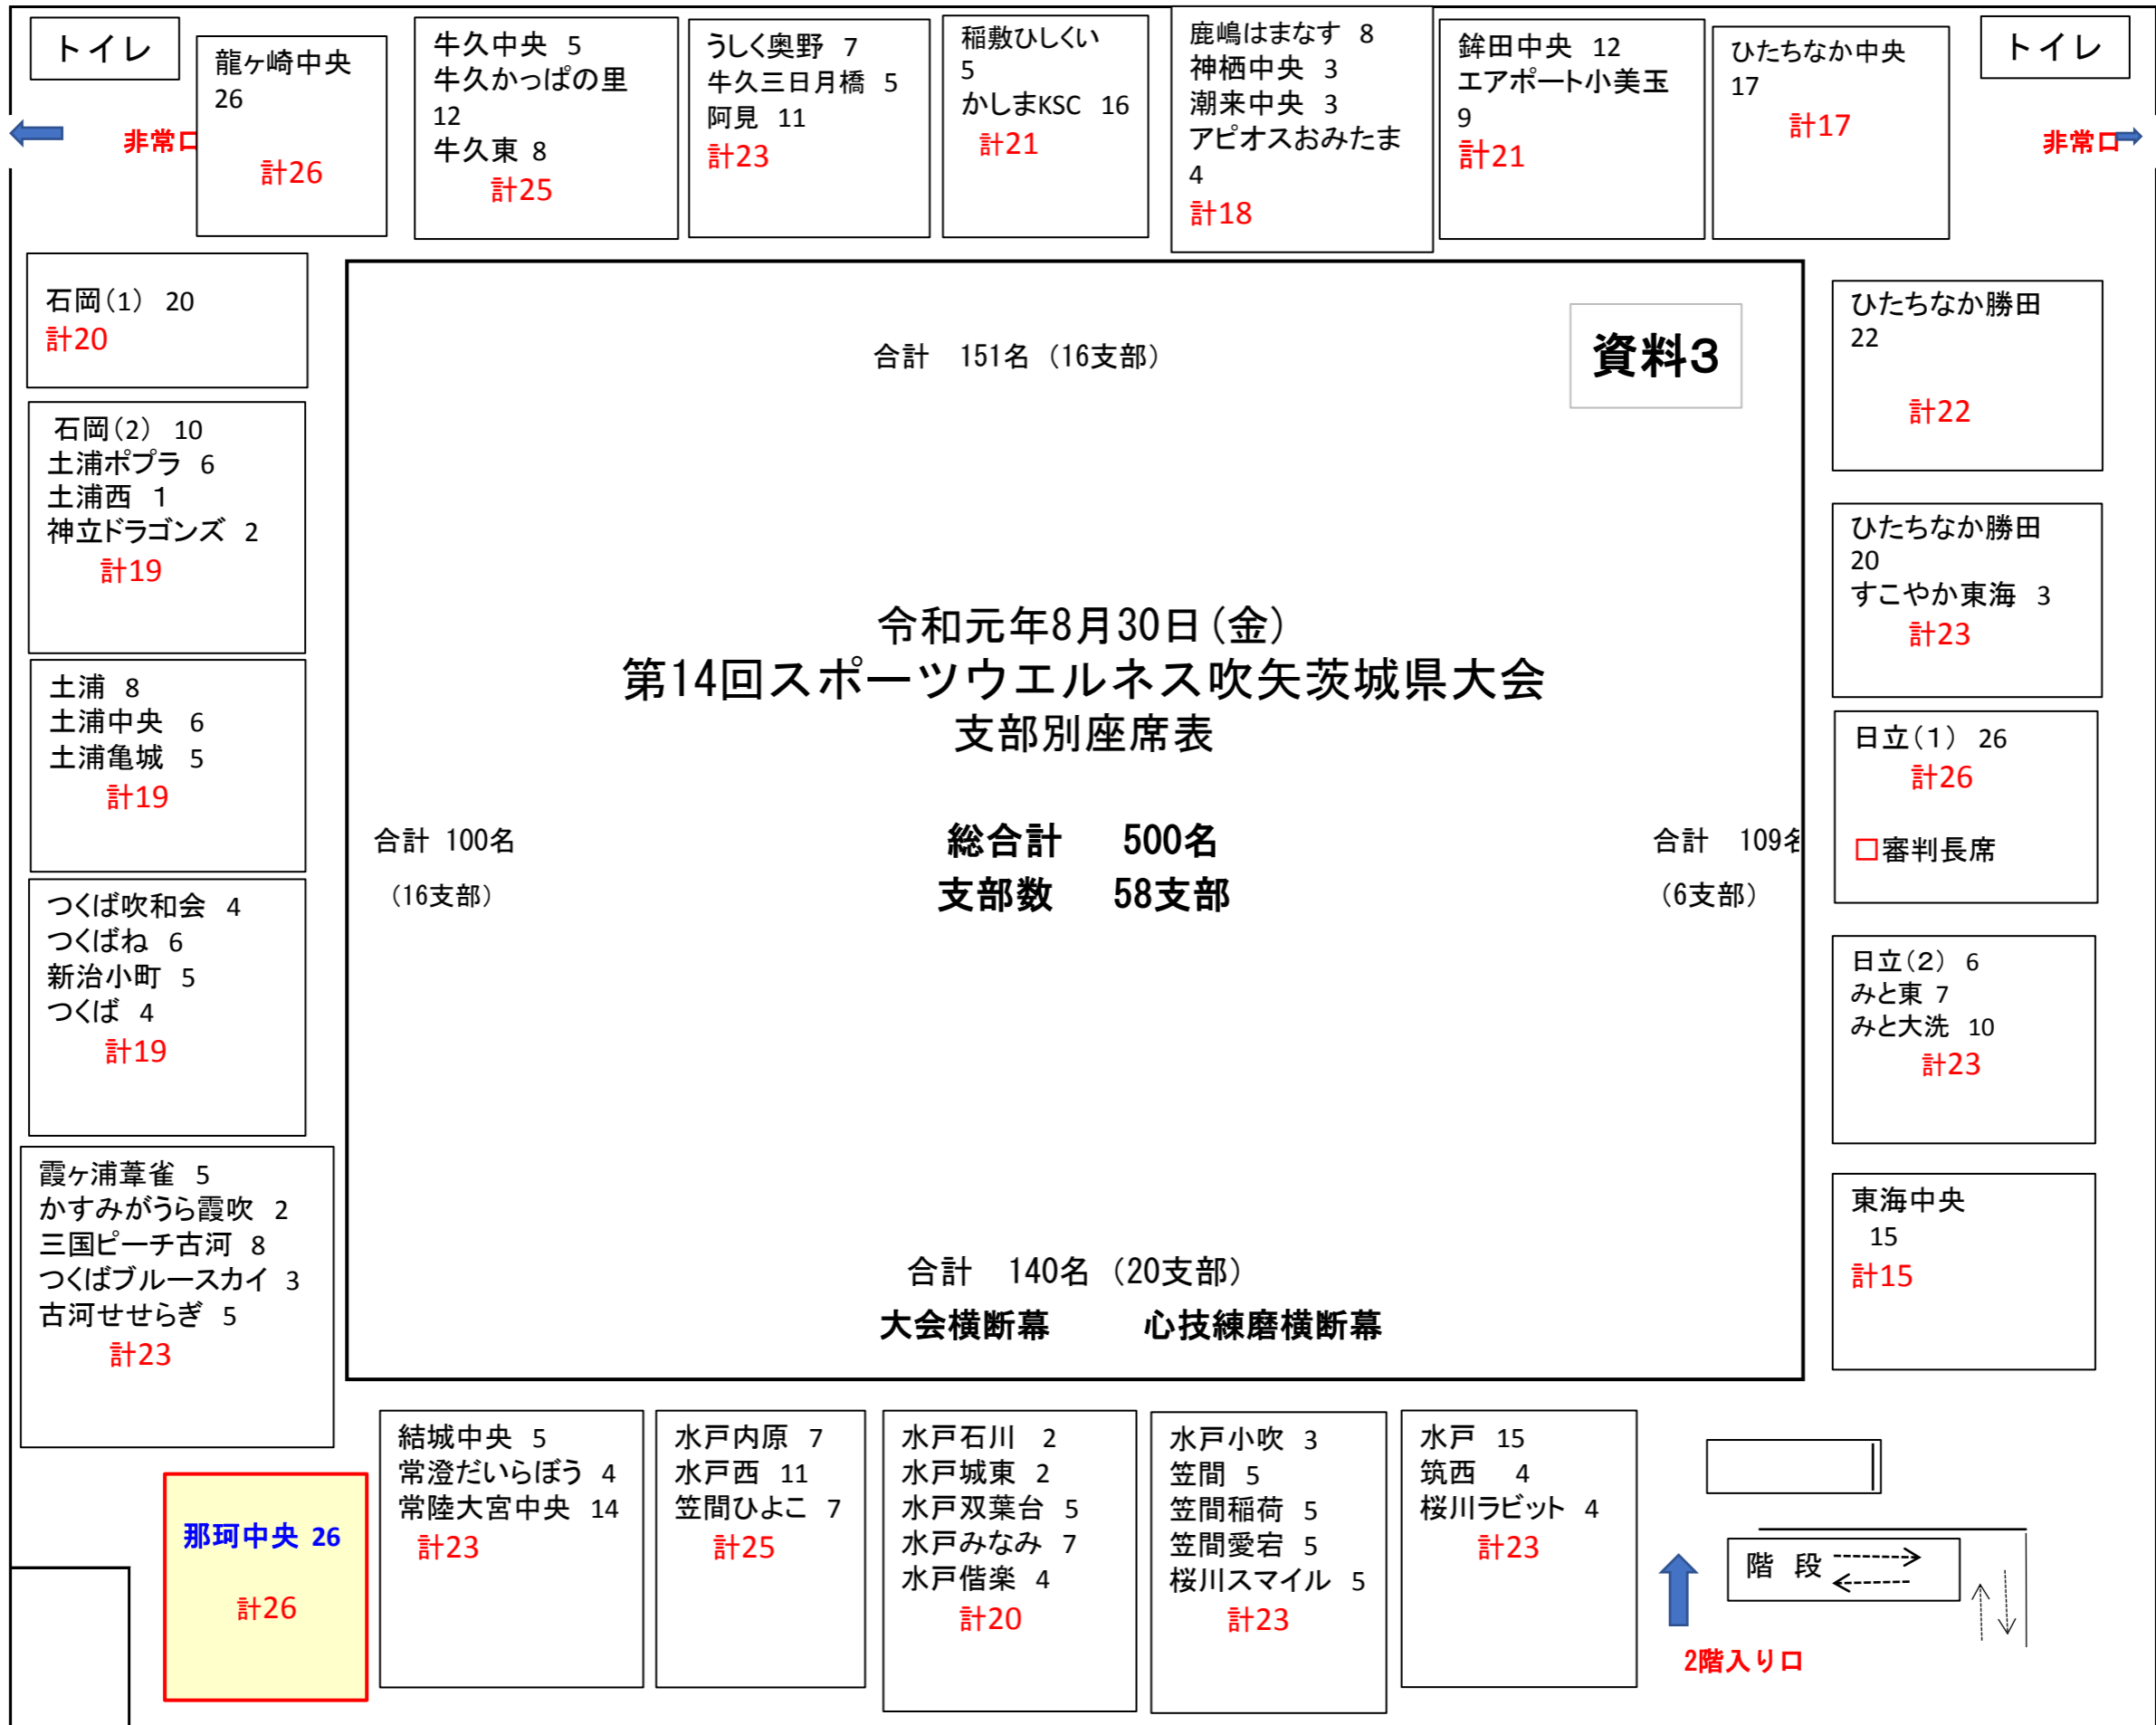 トイレ
龍ヶ崎中央
26
計26
牛久中央 5
牛久かっぱの里
12
牛久東 8
計25
うしく奥野 7
牛久三日月橋 5
阿見 11
計23
稲敷ひしくい
5
かしまKSC 16
計21
鹿嶋はまなす 8
神栖中央 3
潮来中央 3
アピオスおみたま
4
計18
鉾田中央 12
エアポート小美玉
9
計21
ひたちなか中央
17
計17
トイレ
非常口
非常口
石岡(1) 20
計20
石岡(2) 10
土浦ポプラ 6
土浦西 1
神立ドラゴンズ 2
計19
土浦 8
土浦中央 6
土浦亀城 5
計19
つくば吹和会 4
つくばね 6
新治小町 5
つくば 4
計19
霞ヶ浦葦雀 5
かすみがうら霞吹 2
三国ピーチ古河 8
つくばブルースカイ 3
古河せせらぎ 5
計23
合計 151名 (16支部)
資料3
令和元年8月30日(金)
第14回スポーツウエルネス吹矢茨城県大会
支部別座席表
総合計 500名
支部数 58支部
合計 100名
(16支部)
合計 109名
(6支部)
合計 140名 (20支部)
大会横断幕 心技練磨横断幕
ひたちなか勝田
22
計22
ひたちなか勝田
20
すこやか東海 3
計23
日立(1) 26
計26
□審判長席
日立(2) 6
みと東 7
みと大洗 10
計23
東海中央
15
計15
那珂中央 26
計26
結城中央 5
常澄だいらぼう 4
常陸大宮中央 14
計23
水戸内原 7
水戸西 11
笠間ひよこ 7
計25
水戸石川 2
水戸城東 2
水戸双葉台 5
水戸みなみ 7
水戸偕楽 4
計20
水戸小吹 3
笠間 5
笠間稲荷 5
笠間愛宕 5
桜川スマイル 5
計23
水戸 15
筑西 4
桜川ラビット 4
計23
階 段
2階入り口